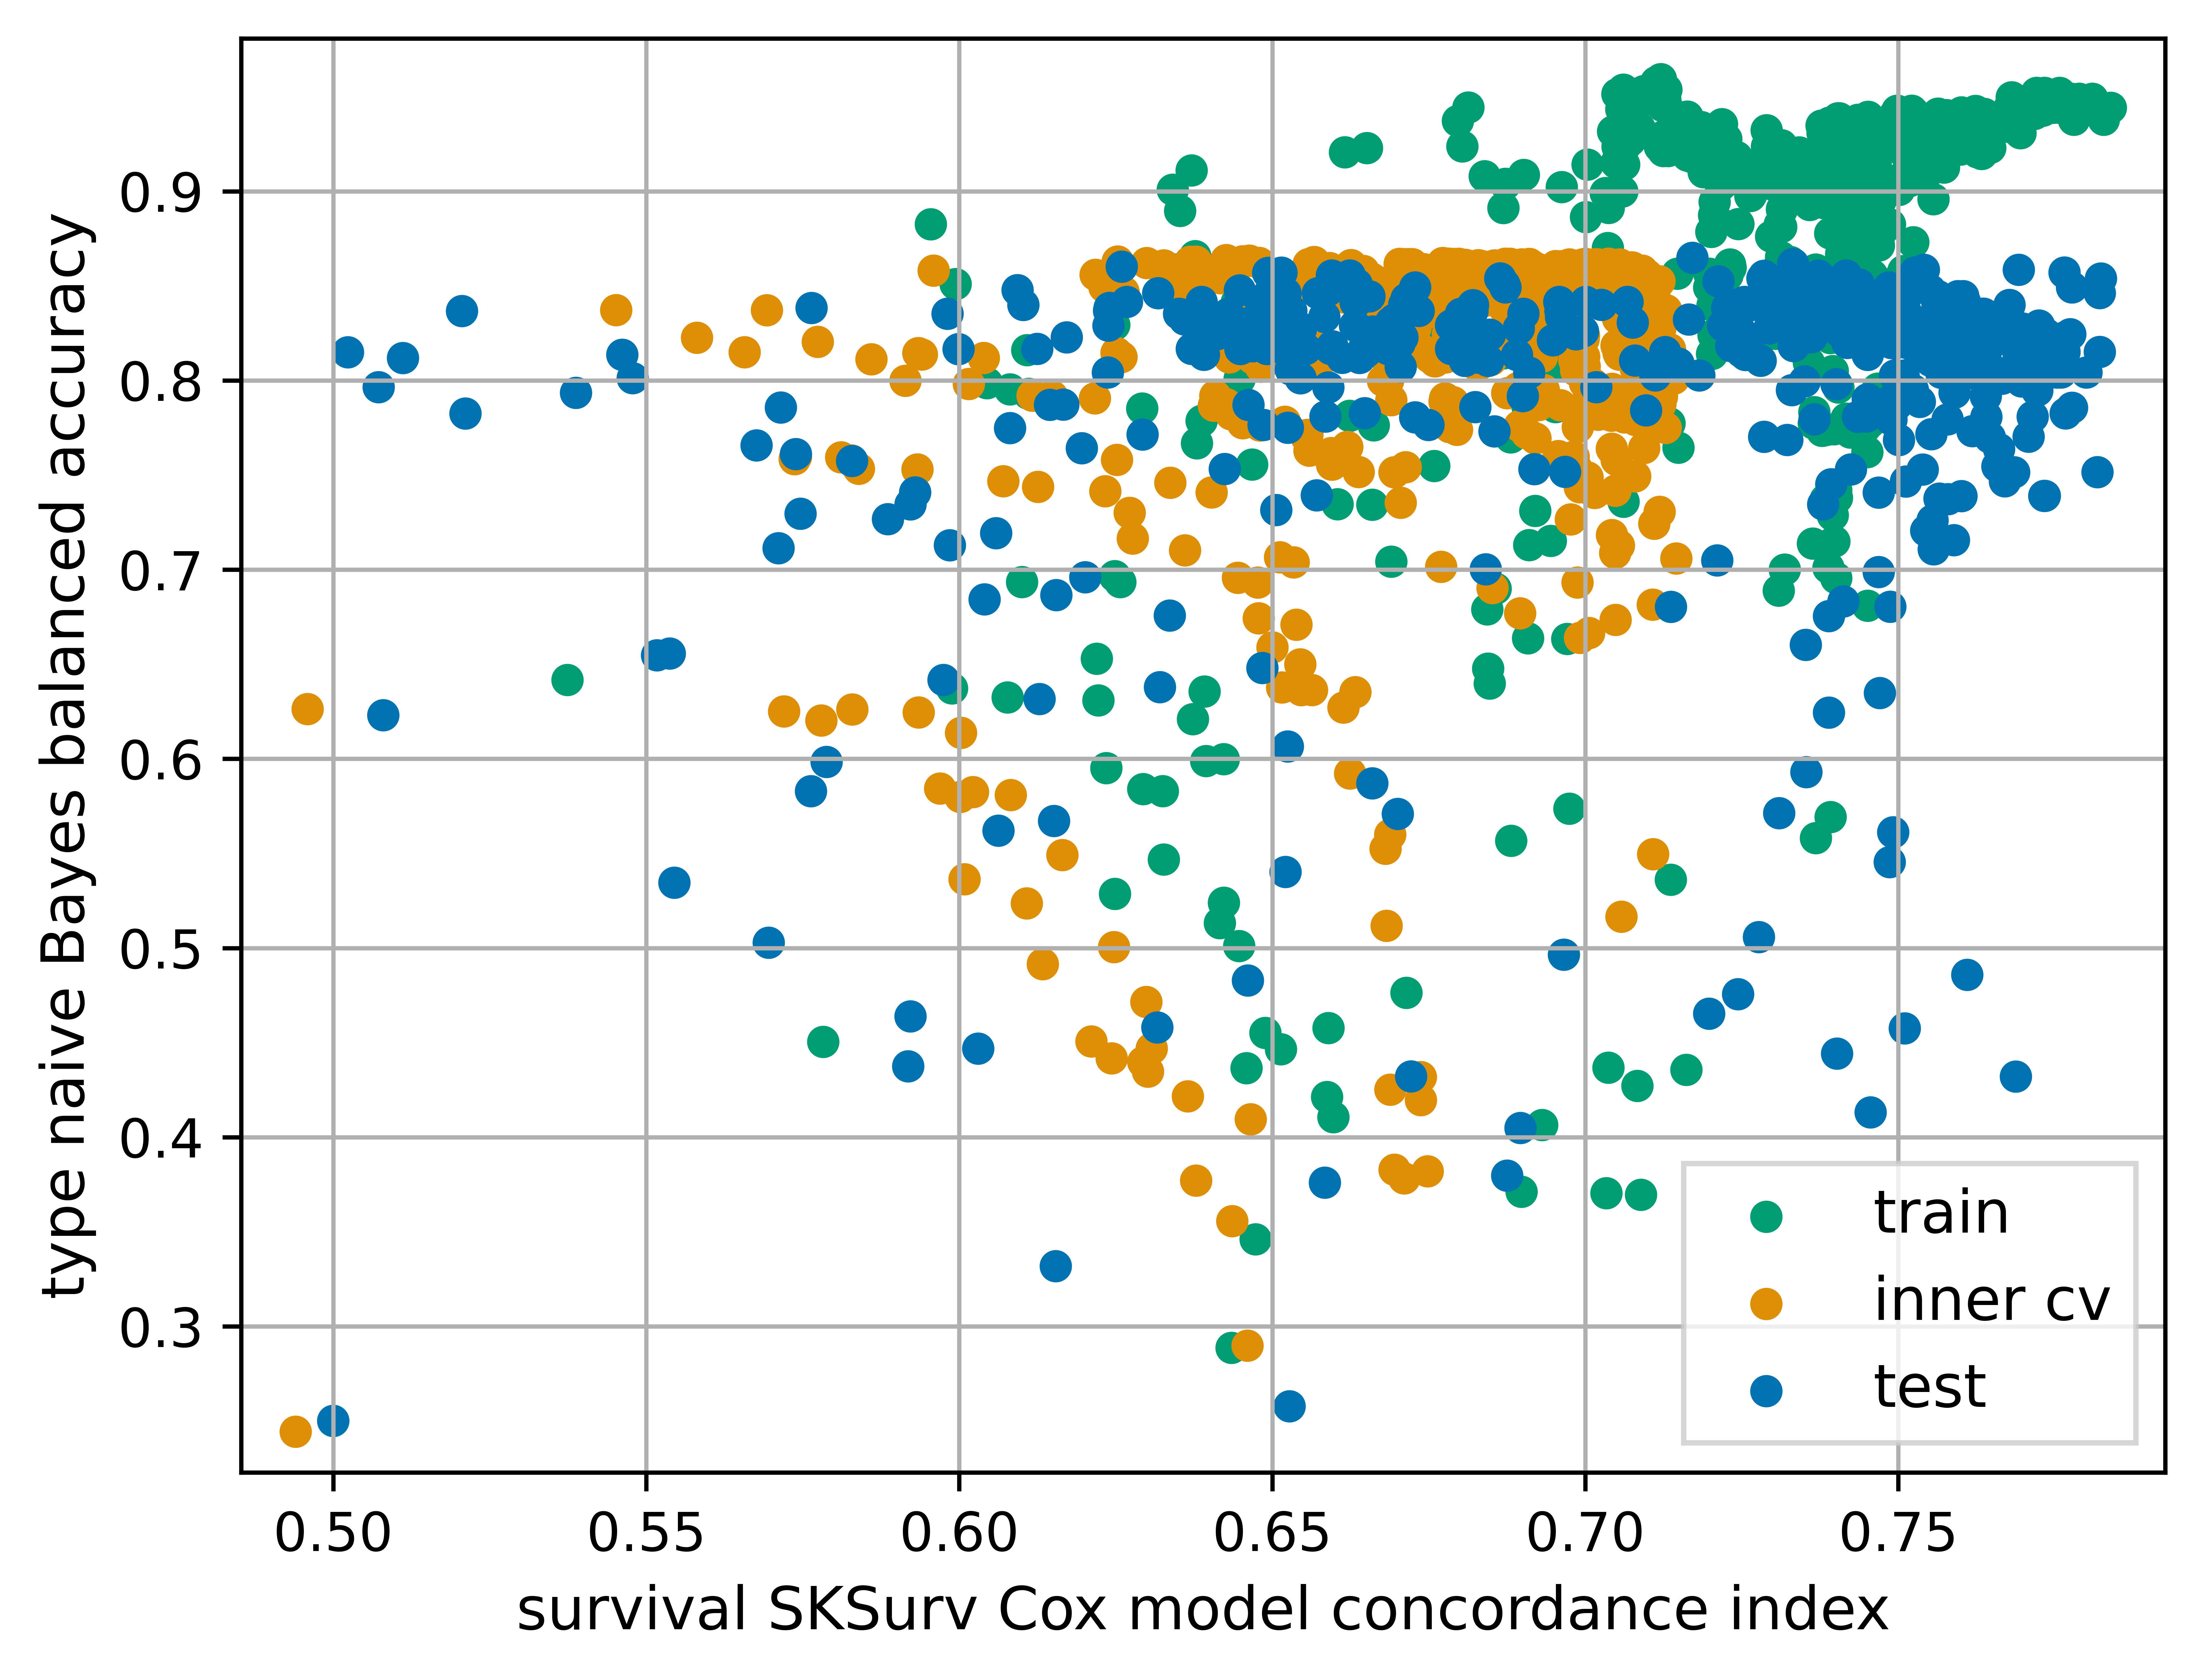 type naive Bayes balanced accuracy
0.9
0.8
0.7
0.6
0.5
0.4
0.3
train
inner cv
test
0.50 0.55 0.60 0.65 0.70 0.75
survival SKSurv Cox model concordance index